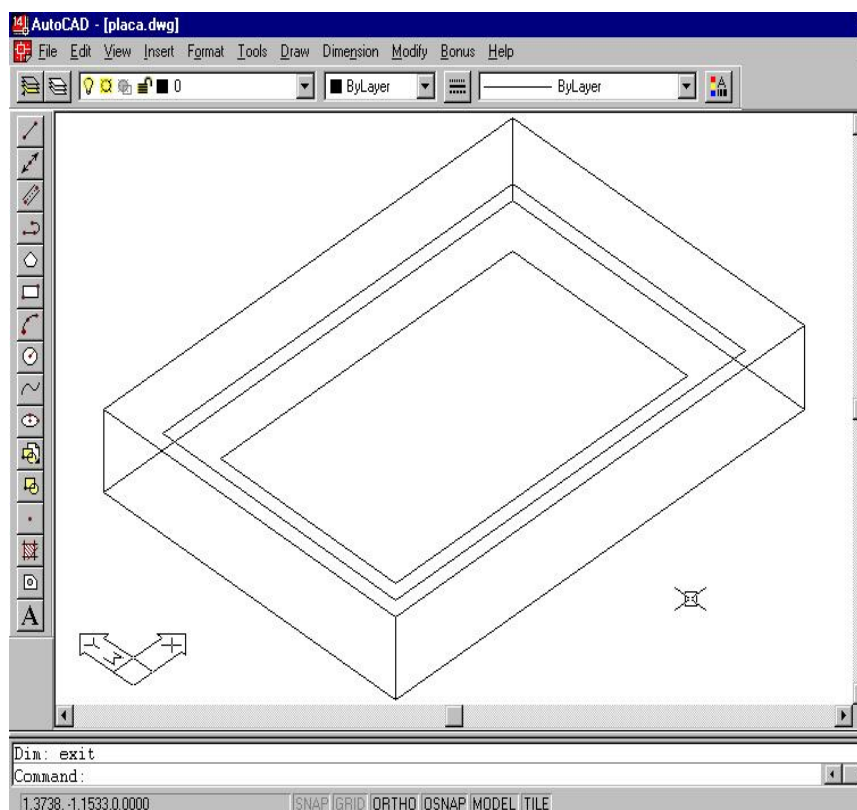 AutoCAD - [placa.dwg]
File Edit View Insert Format Tools Draw Dimension Modify Bonus Help
0 ByLayer ByLayer
A
Dim: exit
Command:
1.3738,-1.1533,0.0000 SNAP GRID ORTHO OSNAP MODEL TILE